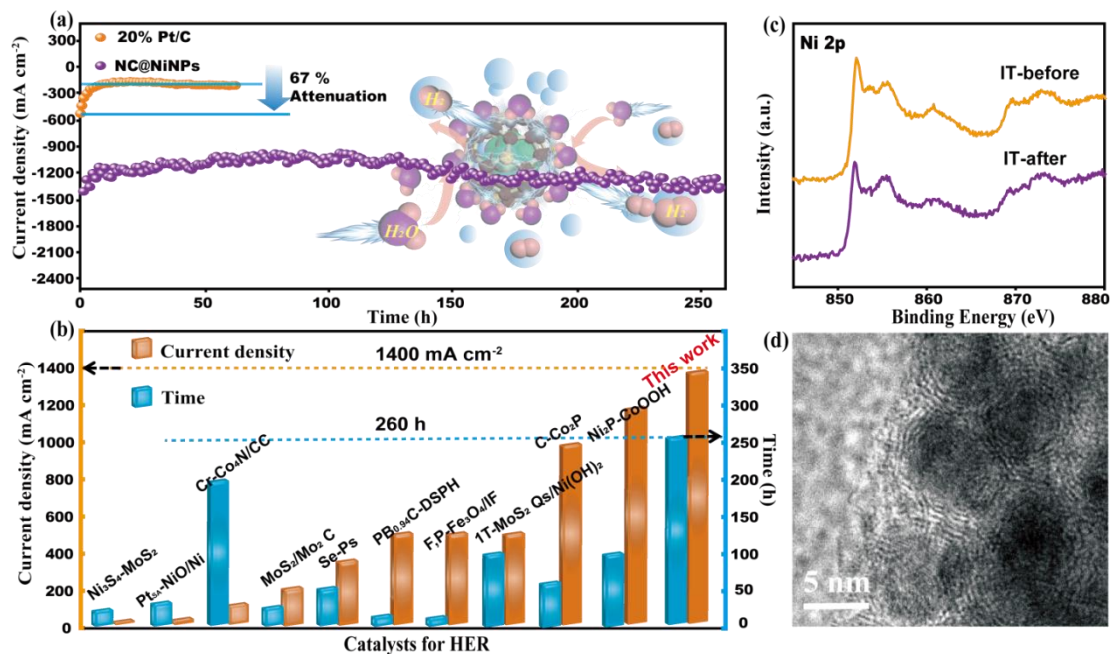 (a)
300
0
-300
-600
-900
-1200
-1500
-1800
-2100
-2400
Current density (mA cm⁻²)
20% Pt/C
NC@NiNPs
67 %
Attenuation
H₂
H₂O
H₂
0
50
100
150
200
250
Time (h)
(b)
1400
1200
1000
800
600
400
200
0
Current density (mA cm⁻²)
Current density
Time
1400 mA cm⁻²
260 h
Ni₃S₄-MoS₂
Pt_SA-NiO/Ni
Cr-Co₄N/CC
MoS₂/Mo₂ C
Se-Ps
PB₀.₉₄C-DSPH
F,P-Fe₃O₄/IF
1T-MoS₂ Qs/Ni(OH)₂
C-Co₂P
Ni₂P-CoOOH
This work
350
300
250
200
150
100
50
0
Time (h)
Catalysts for HER
(c)
Ni 2p
IT-before
IT-after
Intensity (a.u.)
850
860
870
880
Binding Energy (eV)
(d)
5 nm